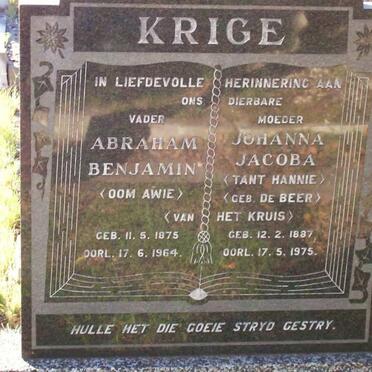 KRIGE
IN LIEFDEVOLLE HERINNERING AAN
ONS DIERBARE
VADER MOEDER
ABRAHAM JOHANNA
BENJAMIN JACOBA
<OOM AWIE> <TANT HANNIE>
<GEB. DE BEER>
<VAN HET KRUIS>
GEB. 11. 5. 1875 GEB. 12. 2. 1887
OORL. 17. 6. 1964. OORL. 17. 5. 1975.
HULLE HET DIE GOEIE STRYD GESTRY.